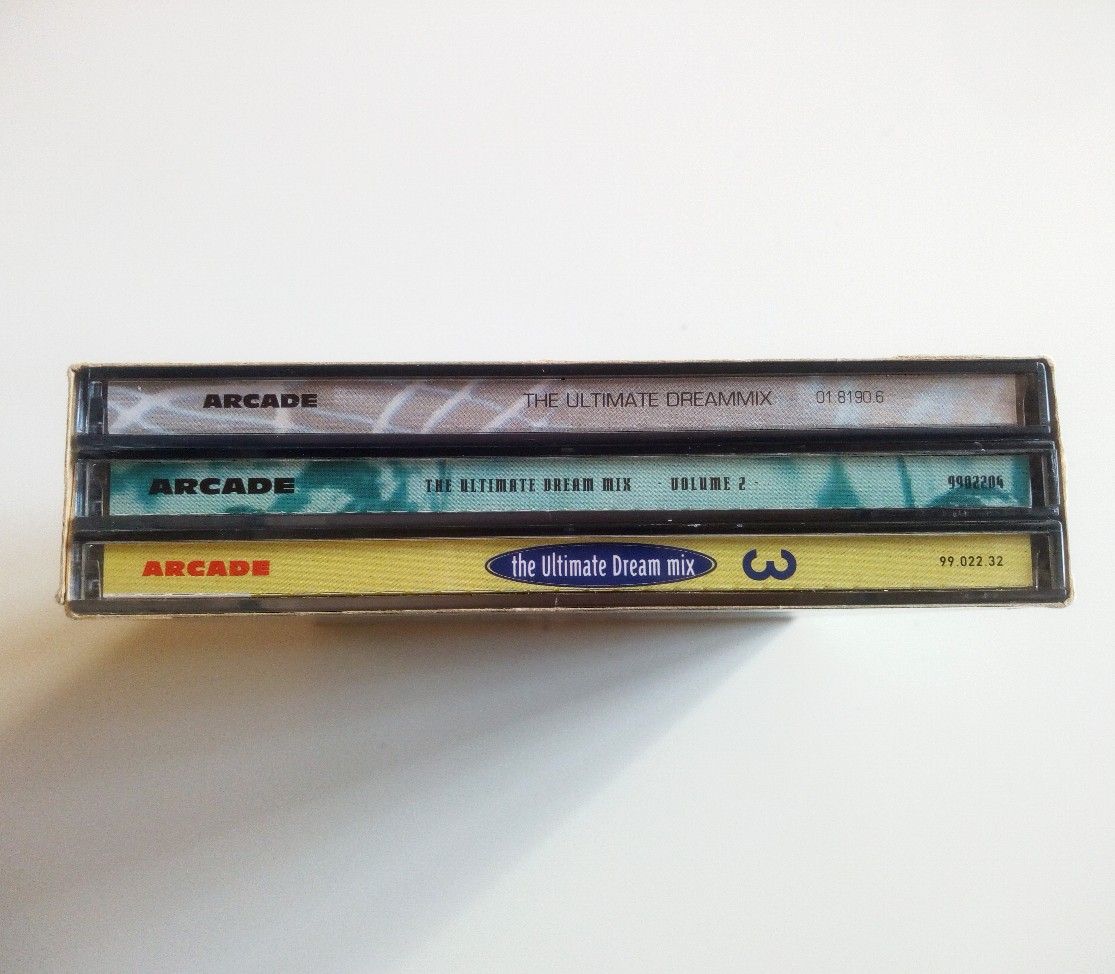 ARCADE THE ULTIMATE DREAMMIX 01 8190.6
ARCADE THE ULTIMATE DREAM MIX - VOLUME 2 - 9902204
ARCADE the Ultimate Dream mix 3 99.022.32